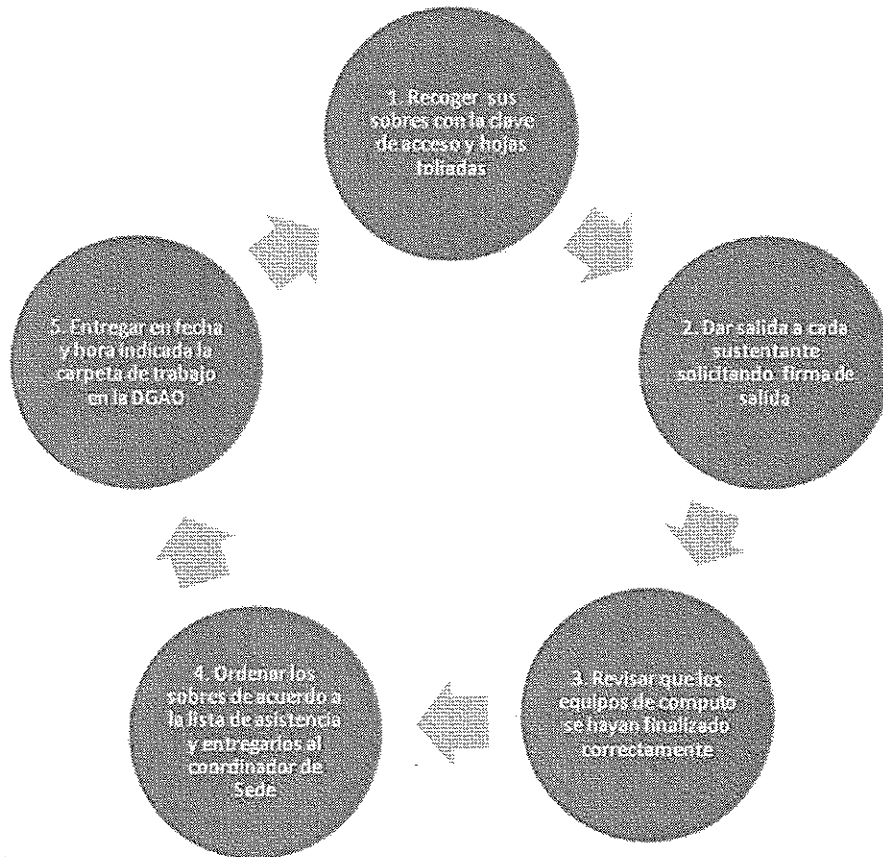 1. Recoger sus
sobres con la clave
de acceso y hojas
foliadas
2. Dar salida a cada
sustentante
solicitando firma de
salida
3. Revisar que los
equipos de computo
se hayan finalizado
correctamente
4. Ordenar los
sobres de acuerdo a
la lista de asistencia
y entregarlos al
coordinador de
Sede
5. Entregar en fecha
y hora indicada la
carpeta de trabajo
en la DGAO